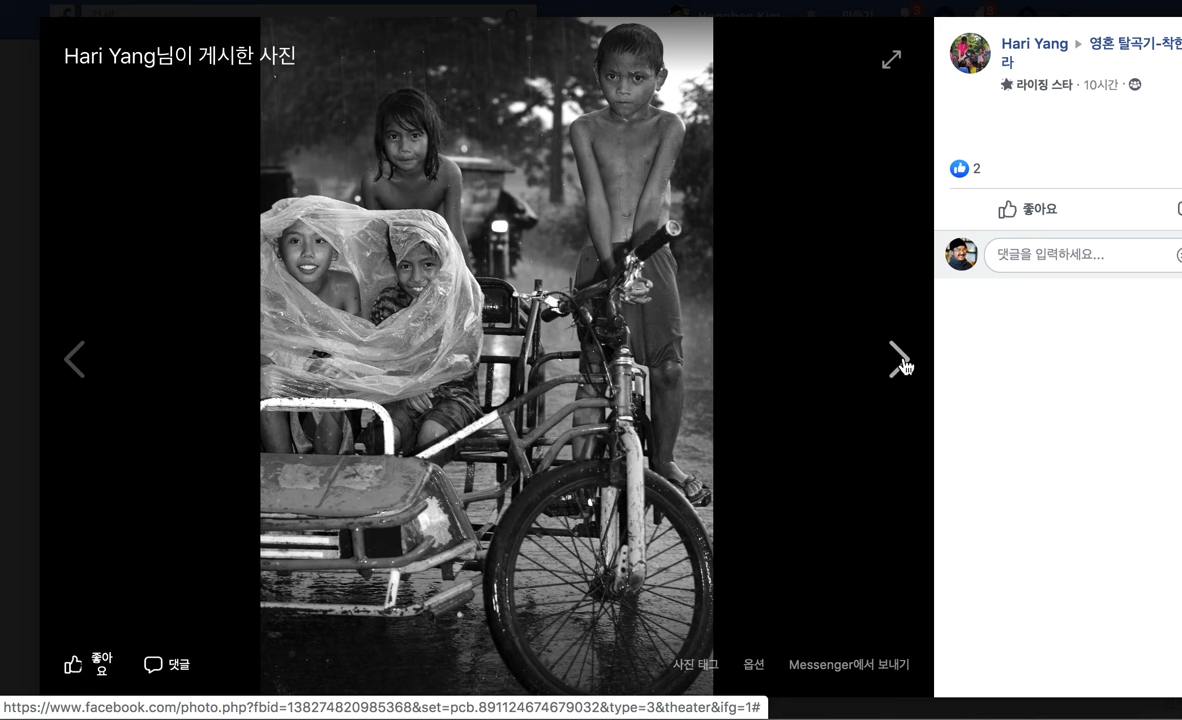 Hari Yang님이 게시한 사진
Hari Yang ▸ 영혼 탈곡기-착한
라
라이징 스타 · 10시간 ·
2
좋아요
댓글을 입력하세요...
좋아
요
댓글
사진 태그 옵션 Messenger에서 보내기
https://www.facebook.com/photo.php?fbid=138274820985368&set=pcb.891124674679032&type=3&theater&ifg=1#